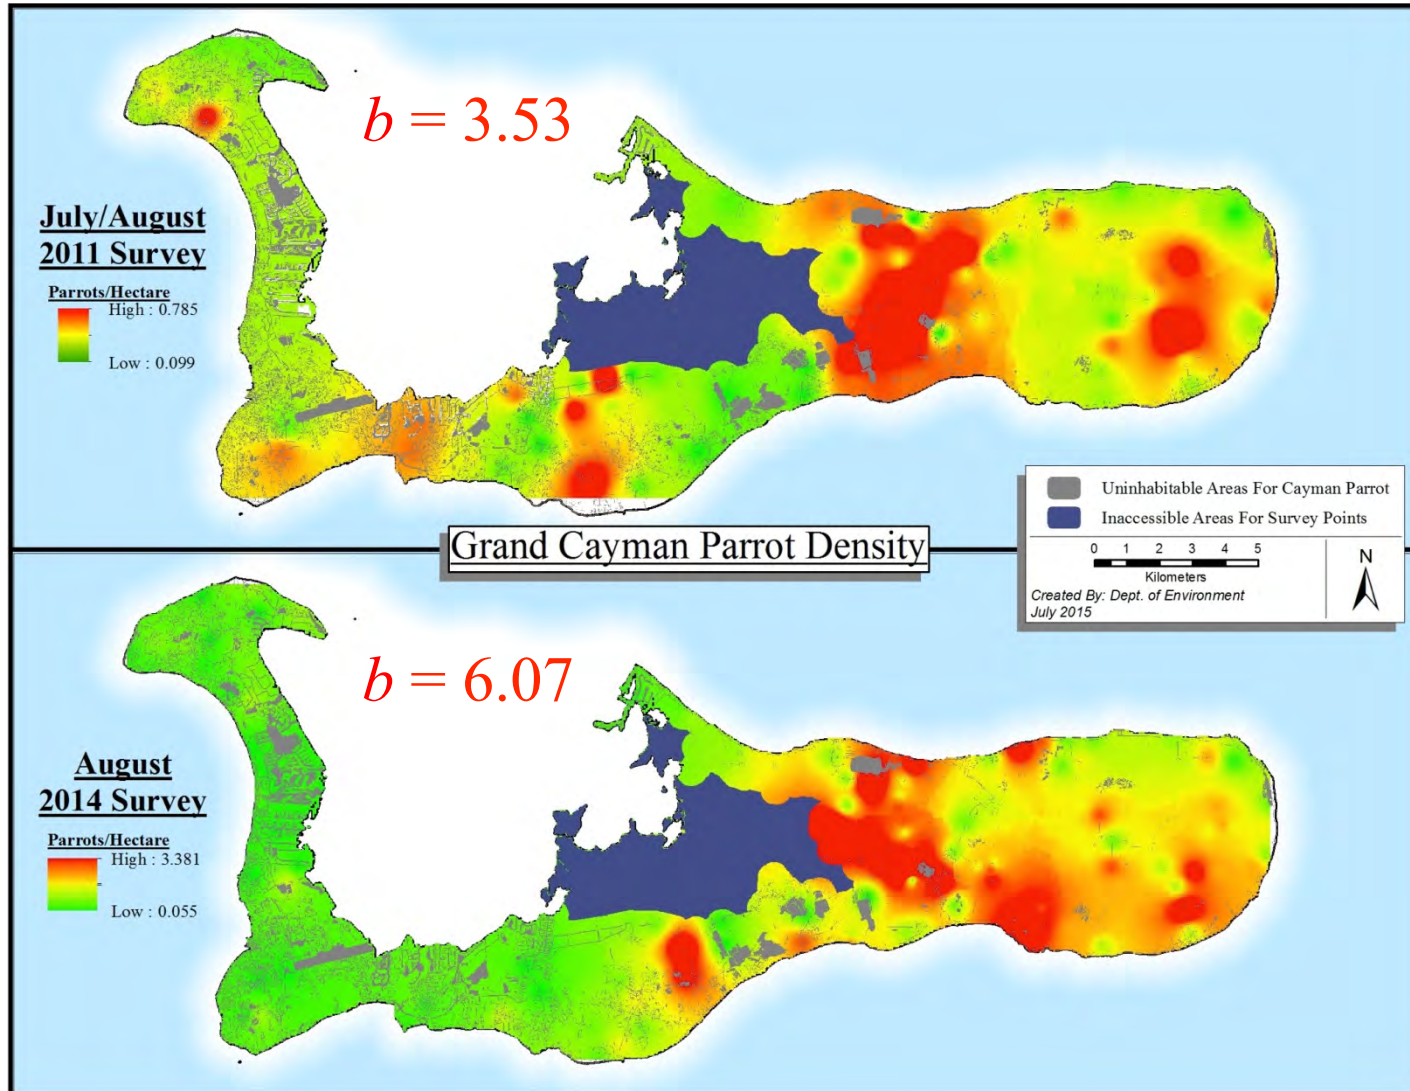 b = 3.53
July/August
2011 Survey
Parrots/Hectare
High : 0.785
Low : 0.099
Uninhabitable Areas For Cayman Parrot
Inaccessible Areas For Survey Points
0 1 2 3 4 5
Kilometers
Created By: Dept. of Environment
July 2015
N
Grand Cayman Parrot Density
b = 6.07
August
2014 Survey
Parrots/Hectare
High : 3.381
Low : 0.055